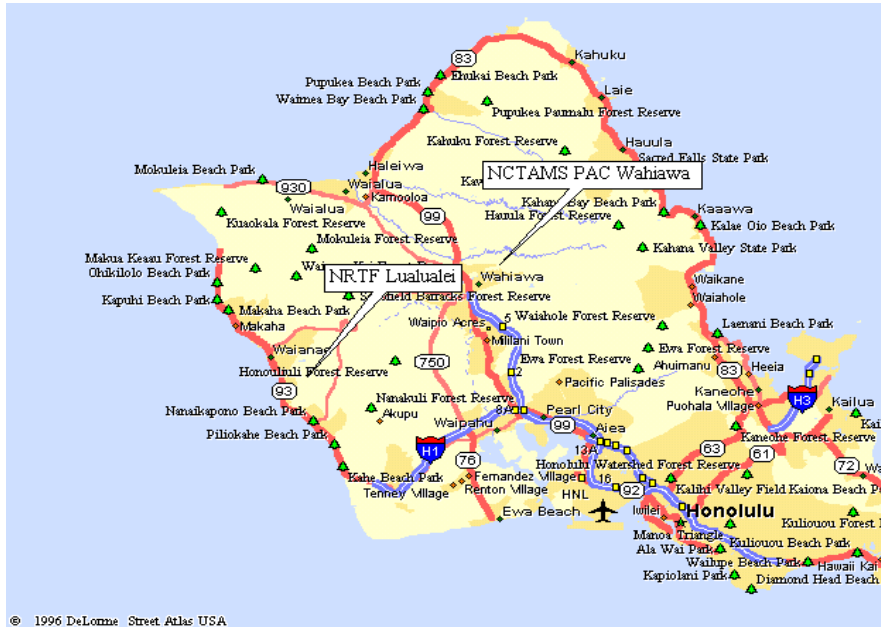 83
Kahuku
Ehukai Beach Park
Pupukea Beach Park
Laie
Waimea Bay Beach Park
Pupukea Paumalu Forest Reserve
Kahuku Forest Reserve
Hauula
Sacred Falls State Park
Mokuleia Beach Park
Haleiwa
NCTAMS PAC Wahiawa
930
Waialua
Waialua
Kamooloa
Kahana Bay Beach Park
99
Hauula Forest Reserve
Kaaawa
Kuaokala Forest Reserve
Kalae Oio Beach Park
Mokuleia Forest Reserve
Kahana Valley State Park
Makua Keaau Forest Reserve
Ohikilolo Beach Park
NRTF Lualualei
Wahiawa
Waikane
Kapuhi Beach Park
Schofield Barracks Forest Reserve
Waiahole
Makaha Beach Park
5
Waiahole Forest Reserve
Makaha
Waipio Acres
Laenani Beach Park
Mililani Town
Waianae
Ewa Forest Reserve
Ewa Forest Reserve
750
Ahuimanu
Honouliuli Forest Reserve
2
83
Heeia
93
Pacific Palisades
Kaneohe
H3
Nanakuli Forest Reserve
Puohala Village
Kailua
Nanaikapono Beach Park
Akupu
8A
Pearl City
Waipahu
99
Kai
Piliokahe Beach Park
Aiea
Kaneohe Forest Reserve
H1
13A
63
61
76
Honolulu Watershed Forest Reserve
72
Kahe Beach Park
Fernandez Village
16
Kalihi Valley Field
Kaiona Beach
Tenney Village
Renton Village
HNL
92
Ewa Beach
Iwilei
Honolulu
Kuliouou Forest
Manoa Triangle
Kuliouou Beach Park
Ala Wai Park
Wailupe Beach Park
Hawaii Kai
Kapiolani Park
Diamond Head Beach
© 1996 DeLorme Street Atlas USA